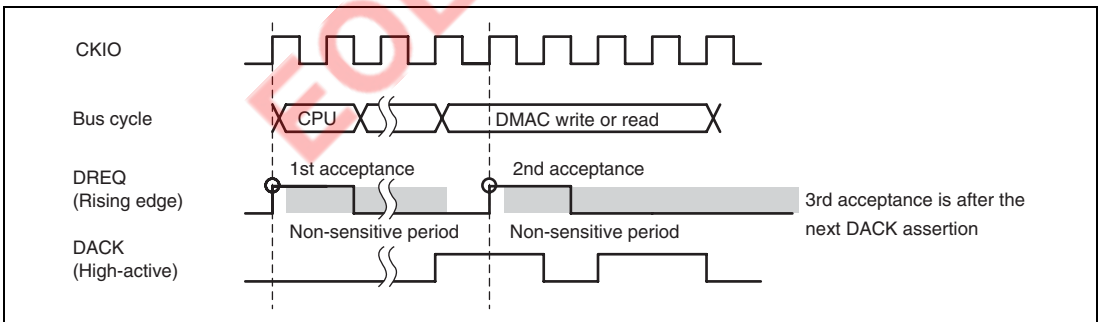 EOL
CKIO
Bus cycle
CPU
DMAC write or read
DREQ
(Rising edge)
1st acceptance
2nd acceptance
3rd acceptance is after the
next DACK assertion
Non-sensitive period
Non-sensitive period
DACK
(High-active)